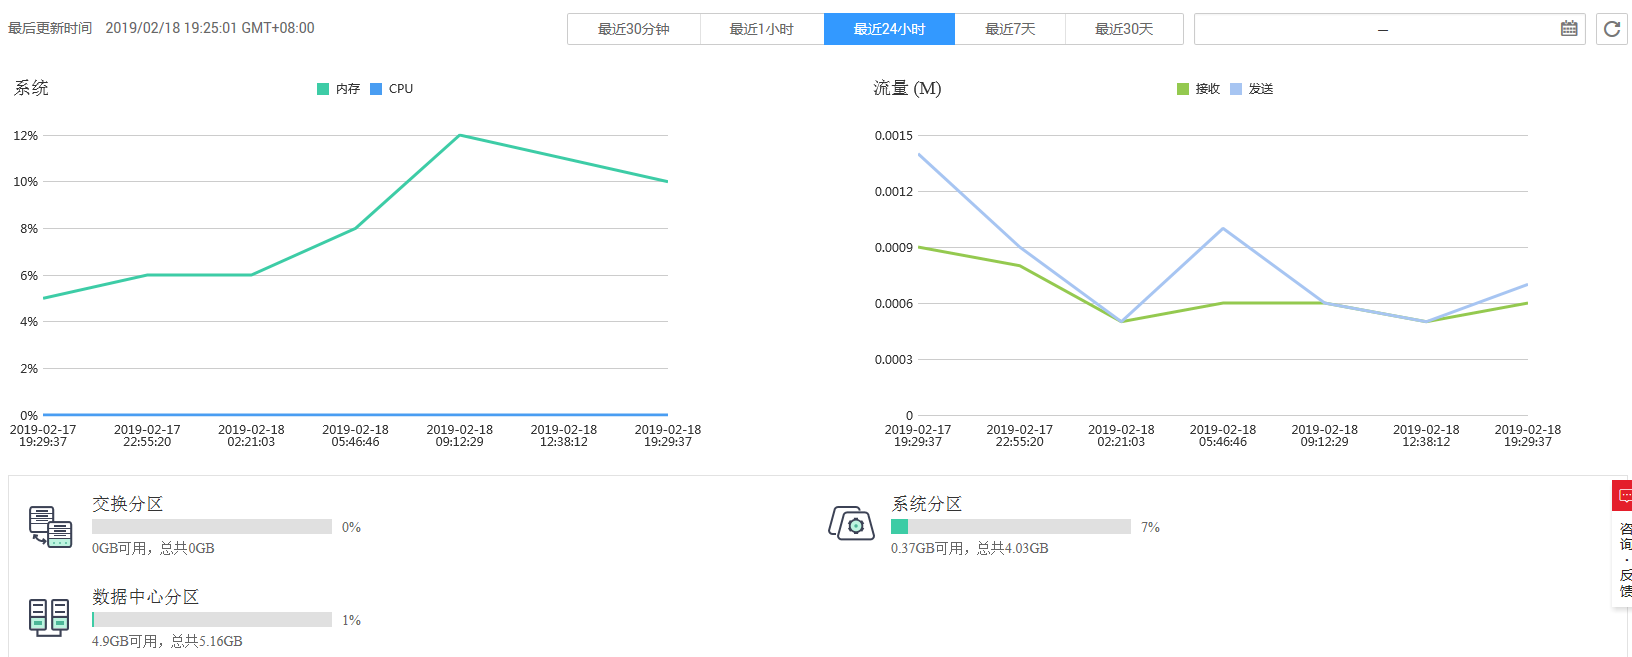 最后更新时间 2019/02/18 19:25:01 GMT+08:00
最近30分钟 最近1小时 最近24小时 最近7天 最近30天 –
系统
内存 CPU
12%
10%
8%
6%
4%
2%
0%
2019-02-17 2019-02-17 2019-02-18 2019-02-18 2019-02-18 2019-02-18 2019-02-18
19:29:37 22:55:20 02:21:03 05:46:46 09:12:29 12:38:12 19:29:37
流量 (M)
接收 发送
0.0015
0.0012
0.0009
0.0006
0.0003
0
2019-02-17 2019-02-17 2019-02-18 2019-02-18 2019-02-18 2019-02-18 2019-02-18
19:29:37 22:55:20 02:21:03 05:46:46 09:12:29 12:38:12 19:29:37
交换分区
0%
0GB可用，总共0GB
系统分区
7%
0.37GB可用，总共4.03GB
数据中心分区
1%
4.9GB可用，总共5.16GB
咨
询
·
反
馈